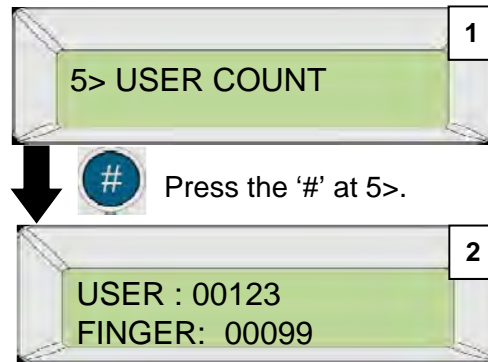 1
5> USER COUNT
# Press the ‘#’ at 5>.
2
USER : 00123
FINGER: 00099